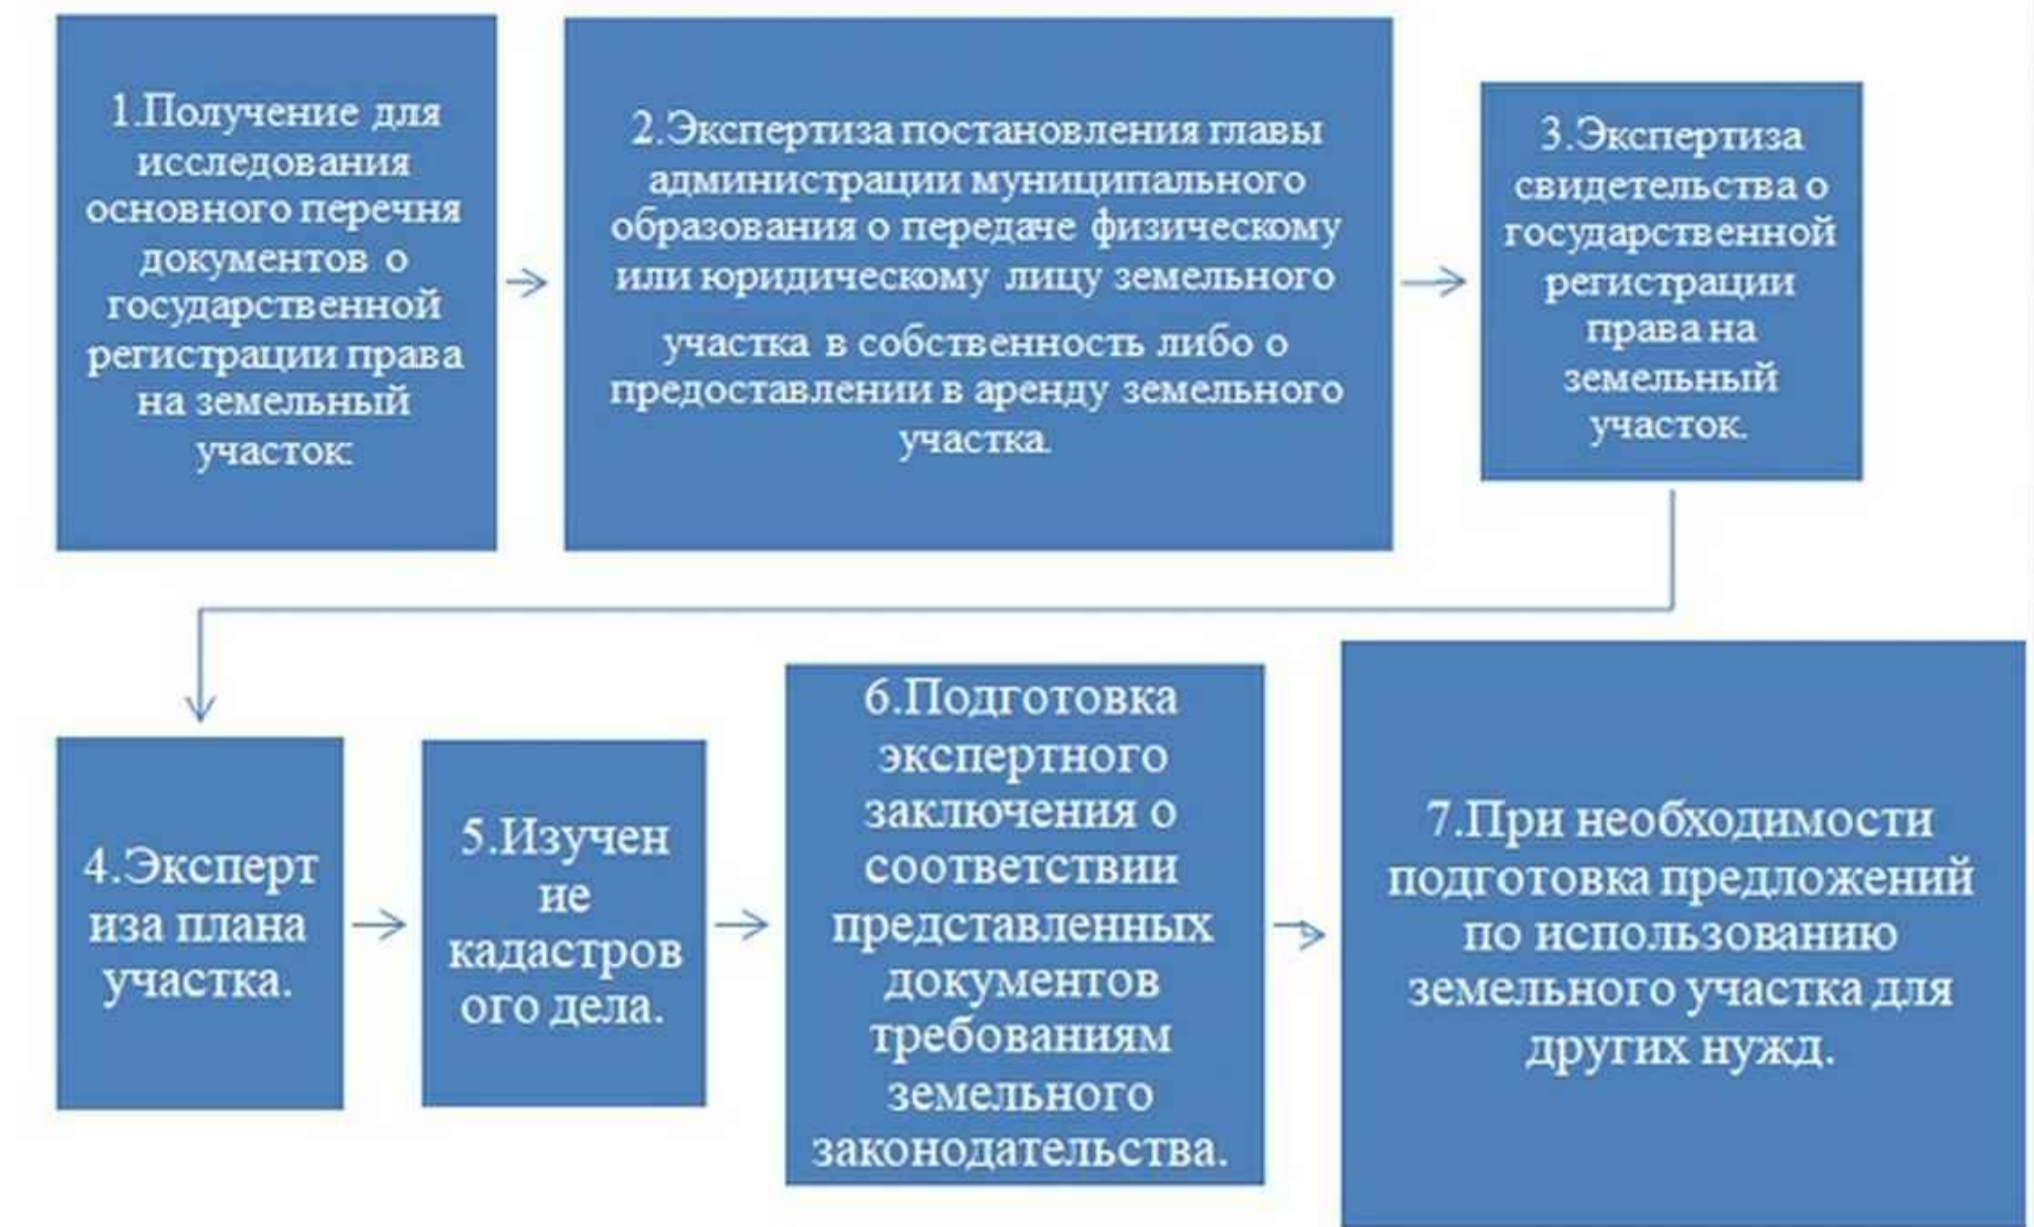 1.Получение для
исследования
основного перечня
документов о
государственной
регистрации права
на земельный
участок:
2.Экспертиза постановления главы
администрации муниципального
образования о передаче физическому
или юридическому лицу земельного
участка в собственность либо о
предоставлении в аренду земельного
участка.
3.Экспертиза
свидетельства о
государственной
регистрации
права на
земельный
участок.
4.Эксперт
иза плана
участка.
5.Изучен
ие
кадастров
ого дела.
6.Подготовка
экспертного
заключения о
соответствии
представленных
документов
требованиям
земельного
законодательства.
7.При необходимости
подготовка предложений
по использованию
земельного участка для
других нужд.